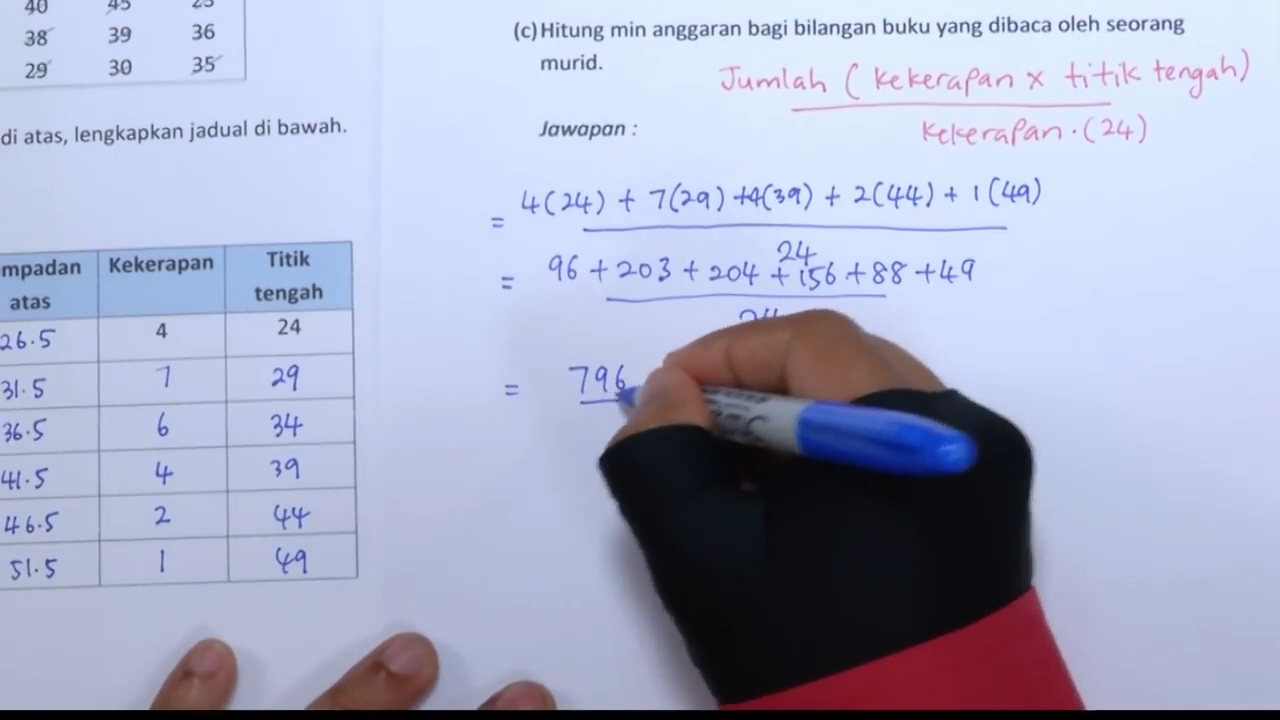 40 45 25
38 39 36
29 30 35
di atas, lengkapkan jadual di bawah.
mpadan atas Kekerapan Titik tengah
26.5 4 24
31.5 7 29
36.5 6 34
41.5 4 39
46.5 2 44
51.5 1 49
(c) Hitung min anggaran bagi bilangan buku yang dibaca oleh seorang
murid.
Jumlah (kekerapan x titik tengah)
kekerapan. (24)
Jawapan :
= 4(24) + 7(29) +4(39) + 2(44) + 1(49)
24
= 96 + 203 + 204 + 156 + 88 + 49
24
= 796